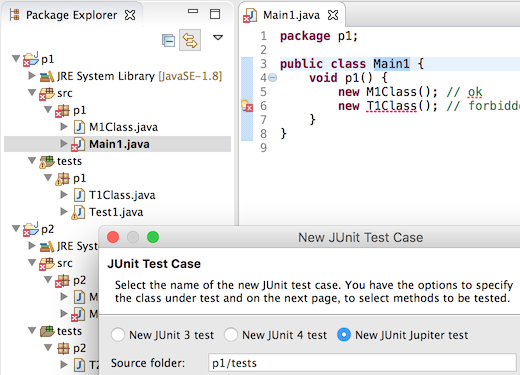 Package Explorer
p1
JRE System Library [JavaSE-1.8]
src
p1
M1Class.java
Main1.java
tests
p1
T1Class.java
Test1.java
p2
JRE Syst
src
p2
M
M
tests
p2
T2
Main1.java
1 package p1;
2
3 public class Main1 {
4 void p1() {
5 new M1Class(); // ok
6 new T1Class(); // forbidde
7 }
8 }
9
New JUnit Test Case
JUnit Test Case
Select the name of the new JUnit test case. You have the options to specify
the class under test and on the next page, to select methods to be tested.
New JUnit 3 test
New JUnit 4 test
New JUnit Jupiter test
Source folder:
p1/tests